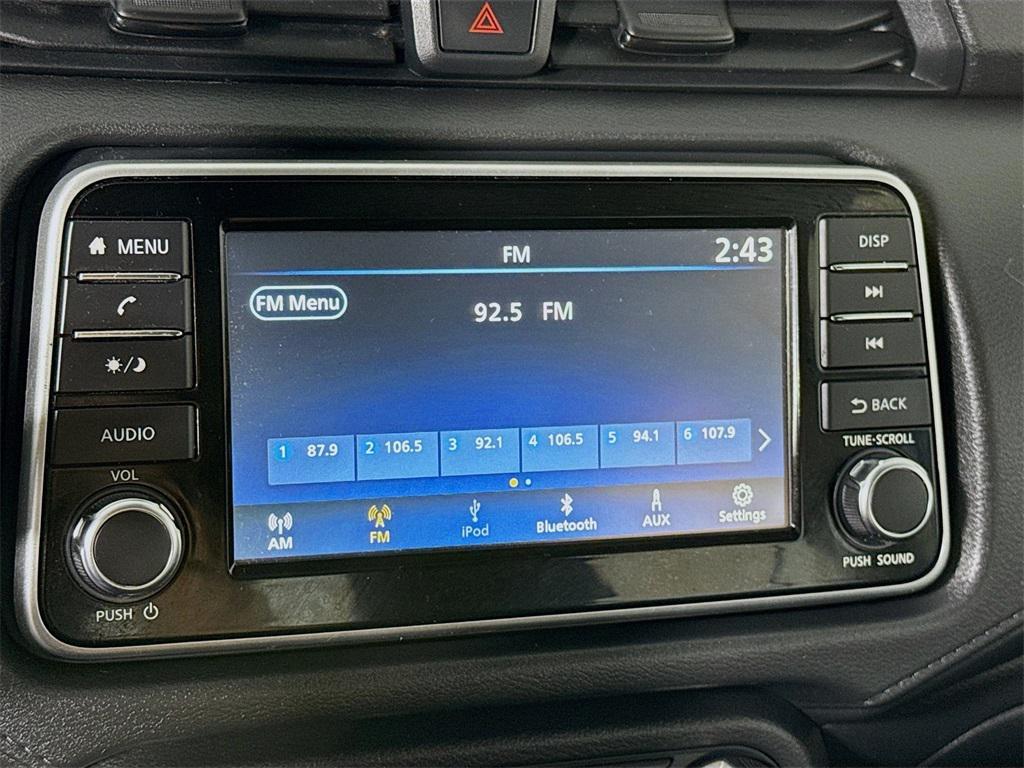 MENU
AUDIO
VOL
PUSH
FM 2:43
FM Menu
92.5 FM
1 87.9 2 106.5 3 92.1 4 106.5 5 94.1 6 107.9
AM FM iPod Bluetooth AUX Settings
DISP
BACK
TUNE·SCROLL
PUSH SOUND